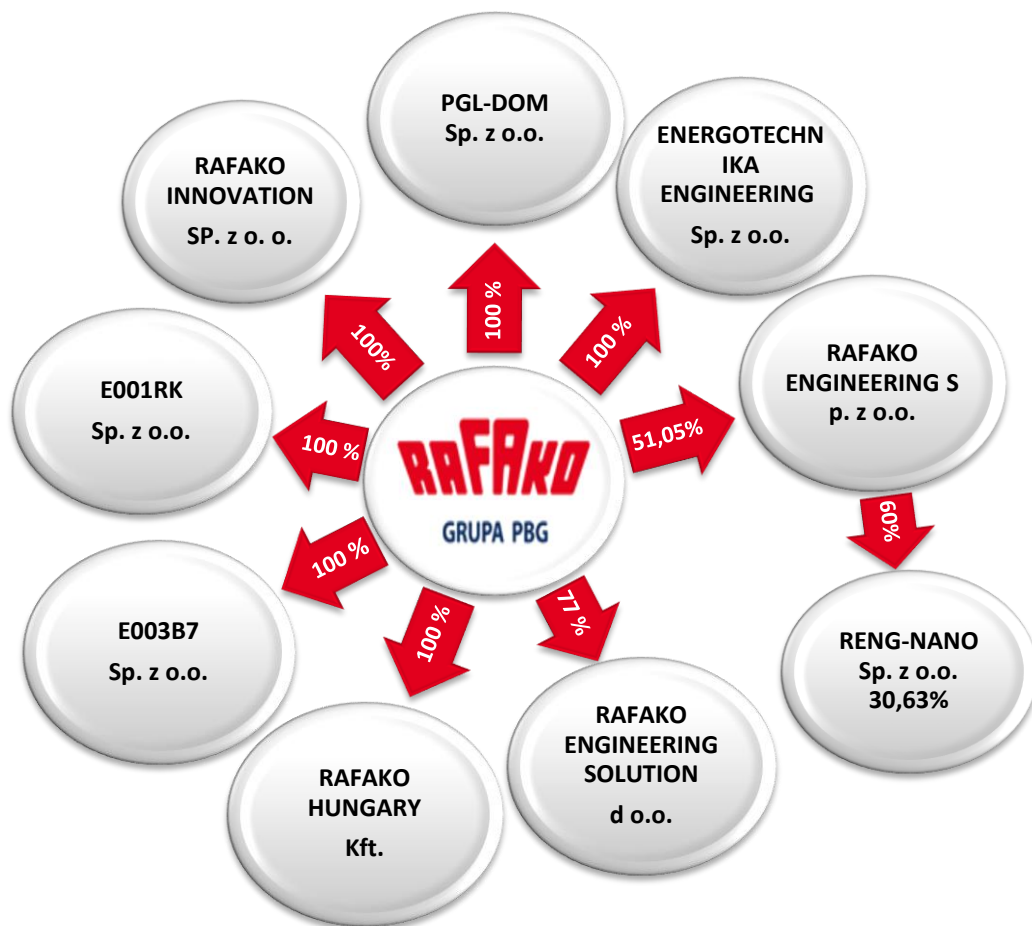 PGL-DOM
Sp. z o.o.
ENERGOTECHN
IKA
ENGINEERING
Sp. z o.o.
RAFAKO
INNOVATION
SP. z o. o.
RAFAKO
ENGINEERING S
p. z o.o.
E001RK
Sp. z o.o.
100%
100 %
100 %
51,05%
100 %
RAFAKO
GRUPA PBG
60%
100 %
100 %
77 %
E003B7
Sp. z o.o.
RENG-NANO
Sp. z o.o.
30,63%
RAFAKO
HUNGARY
Kft.
RAFAKO
ENGINEERING
SOLUTION
d o.o.